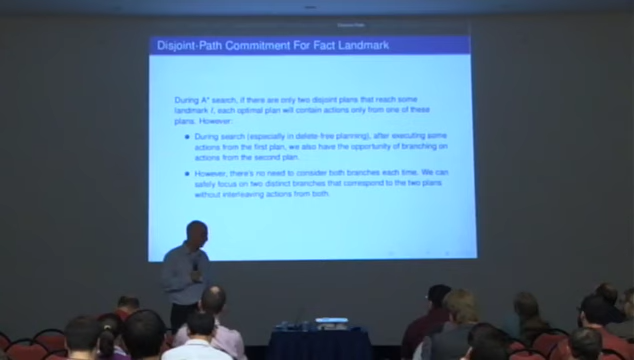 Disjoint-Path Commitment For Fact Landmark
During A* search, if there are only two disjoint plans that reach some
landmark l, each optimal plan will contain actions only from one of these
plans. However:
During search (especially in delete-free planning), after executing some
actions from the first plan, we also have the opportunity of branching on
actions from the second plan.
However, there's no need to consider both branches each time. We can
safely focus on two distinct branches that correspond to the two plans
without interleaving actions from both.